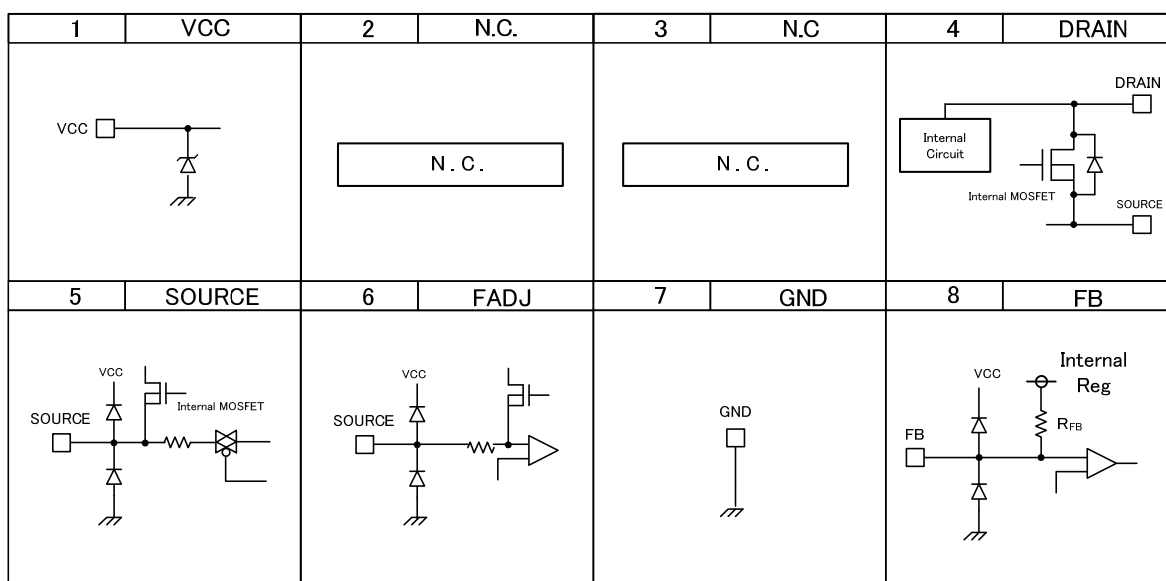 1 VCC 2 N.C. 3 N.C 4 DRAIN
VCC
N . C .
N . C .
DRAIN
Internal
Circuit
Internal MOSFET
SOURCE
5 SOURCE 6 FADJ 7 GND 8 FB
VCC
Internal MOSFET
SOURCE
VCC
SOURCE
GND
Internal
Reg
VCC
RFB
FB